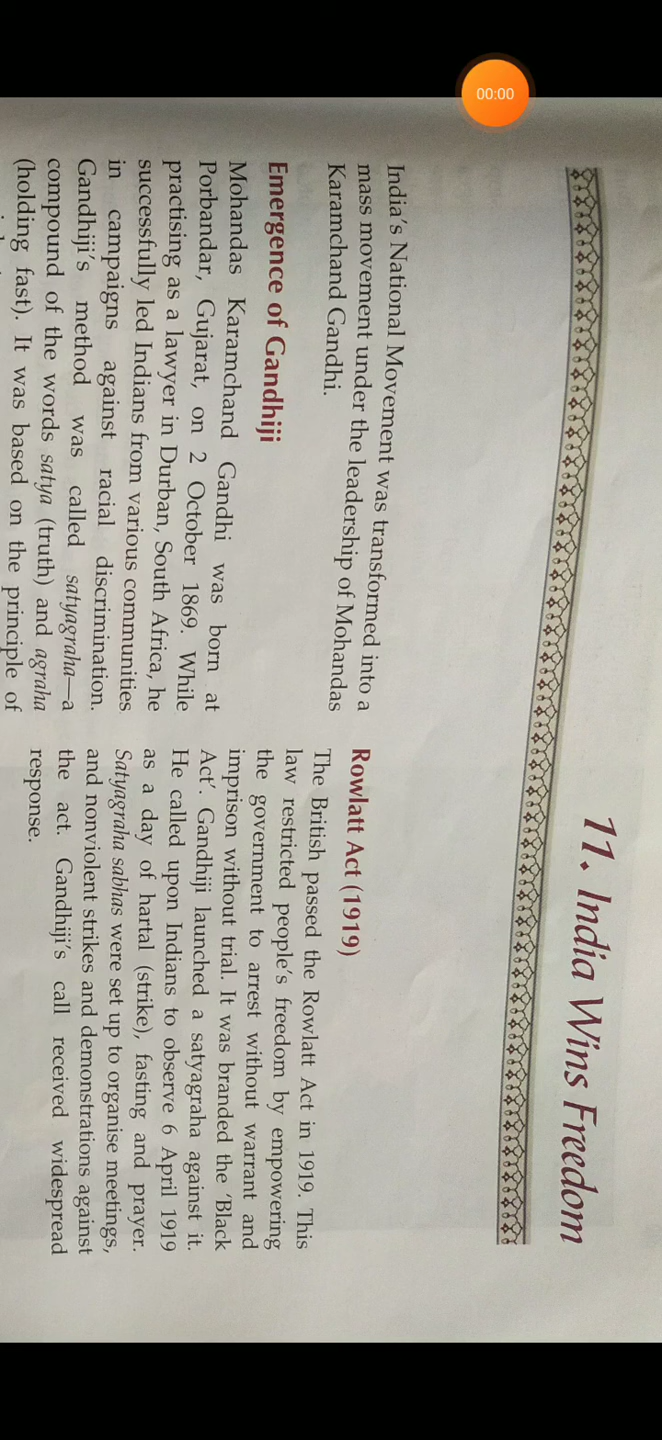 00:00
11. India Wins Freedom
India's National Movement was transformed into a
mass movement under the leadership of Mohandas
Karamchand Gandhi.
Emergence of Gandhiji
Mohandas Karamchand Gandhi was born at
Porbandar, Gujarat, on 2 October 1869. While
practising as a lawyer in Durban, South Africa, he
successfully led Indians from various communities
in campaigns against racial discrimination.
Gandhiji's method was called satyagraha—a
compound of the words satya (truth) and agraha
(holding fast). It was based on the principle of
Rowlatt Act (1919)
The British passed the Rowlatt Act in 1919. This
law restricted people's freedom by empowering
the government to arrest without warrant and
imprison without trial. It was branded the 'Black
Act'. Gandhiji launched a satyagraha against it.
He called upon Indians to observe 6 April 1919
as a day of hartal (strike), fasting and prayer.
Satyagraha sabhas were set up to organise meetings,
and nonviolent strikes and demonstrations against
the act. Gandhiji's call received widespread
response.